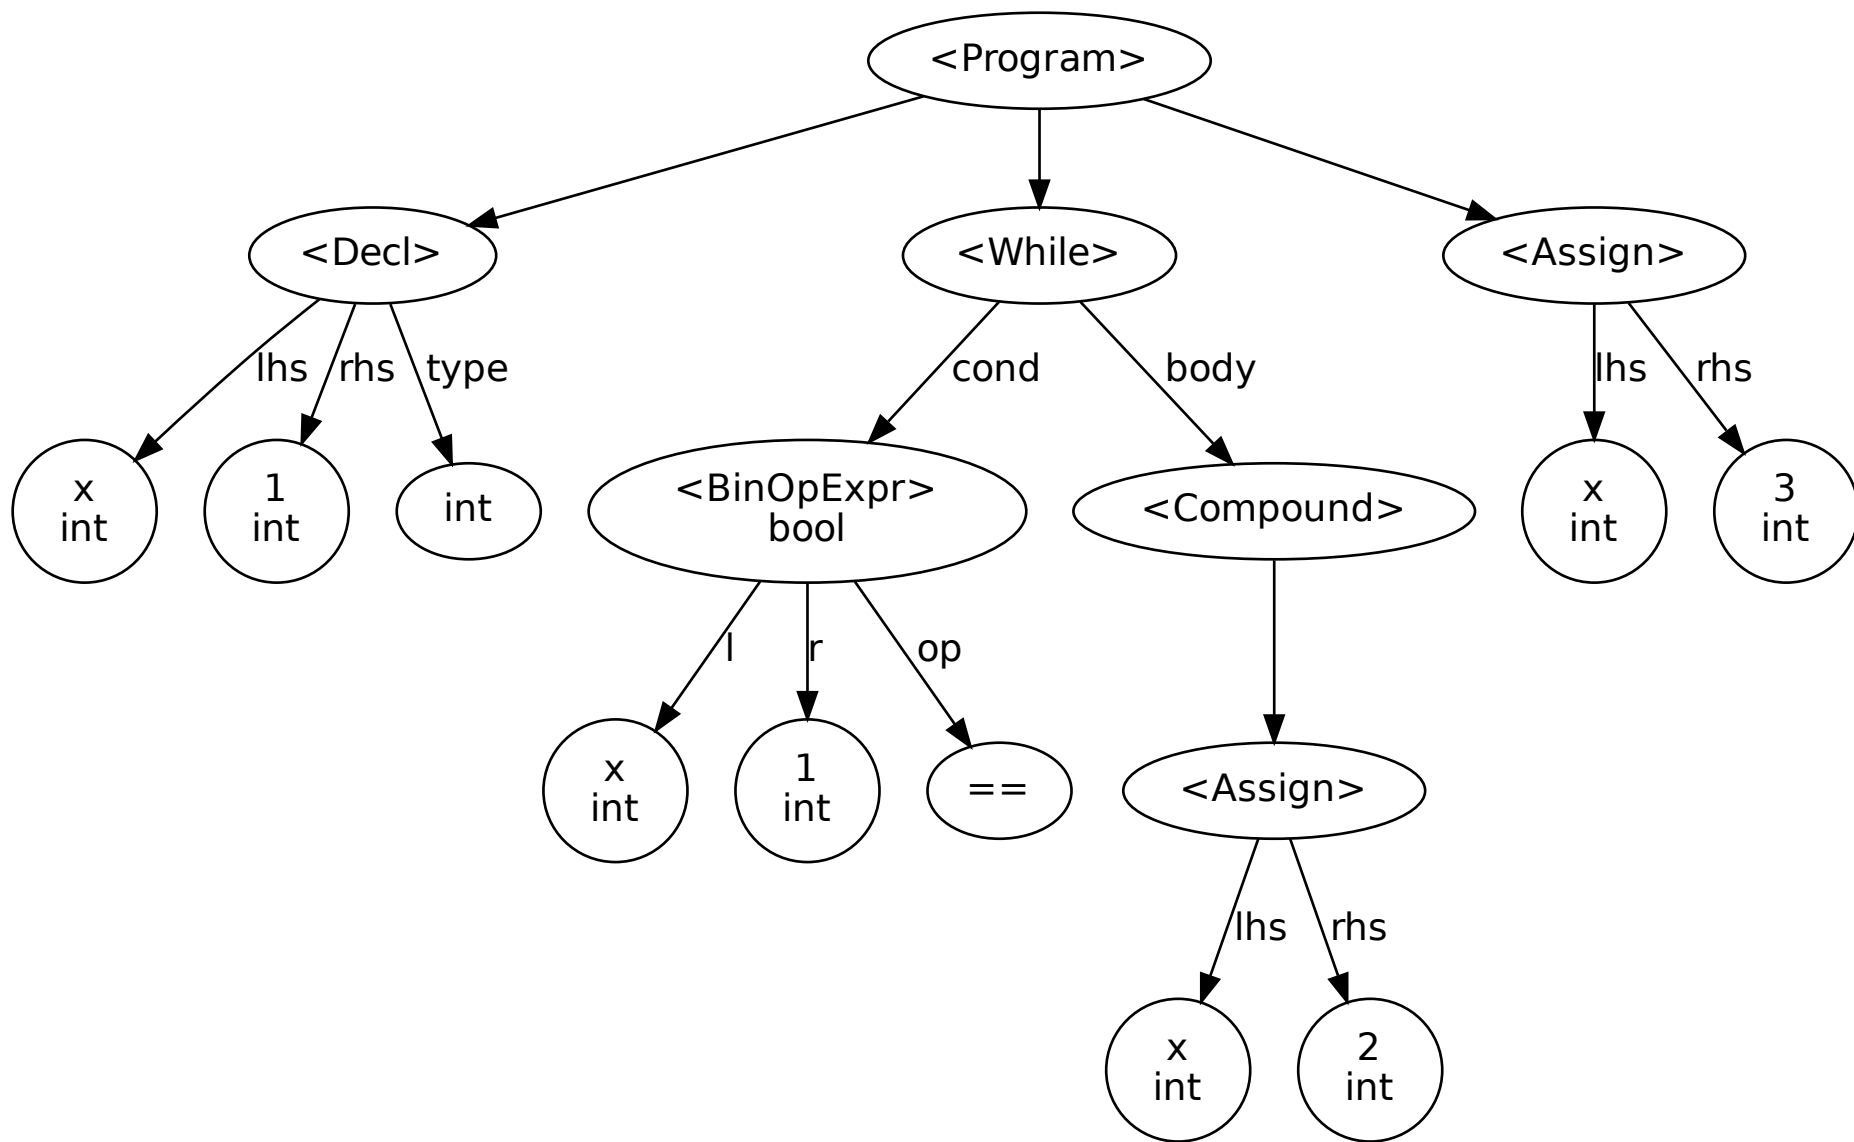 <Program>
<Decl>
<While>
<Assign>
lhs
rhs
type
cond
body
lhs
rhs
x
int
1
int
int
<BinOpExpr>
bool
<Compound>
x
int
3
int
l
r
op
x
int
1
int
==
<Assign>
lhs
rhs
x
int
2
int